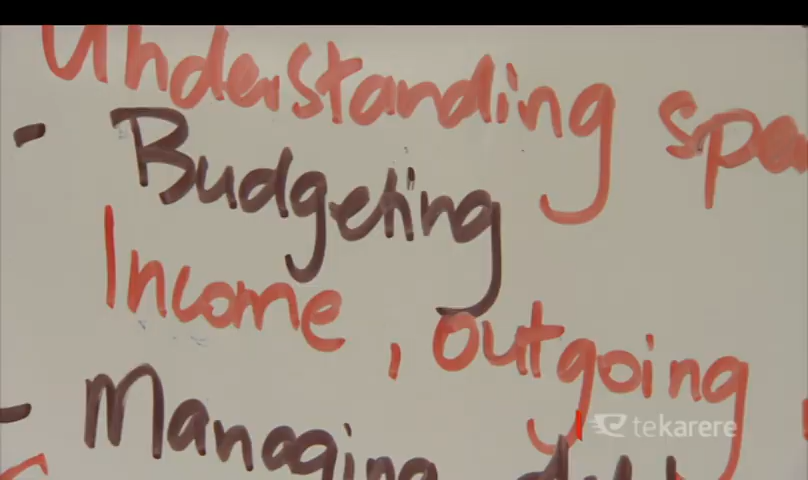 Understanding
- Budgeting
Income, outgoing
- Managing
tekarere